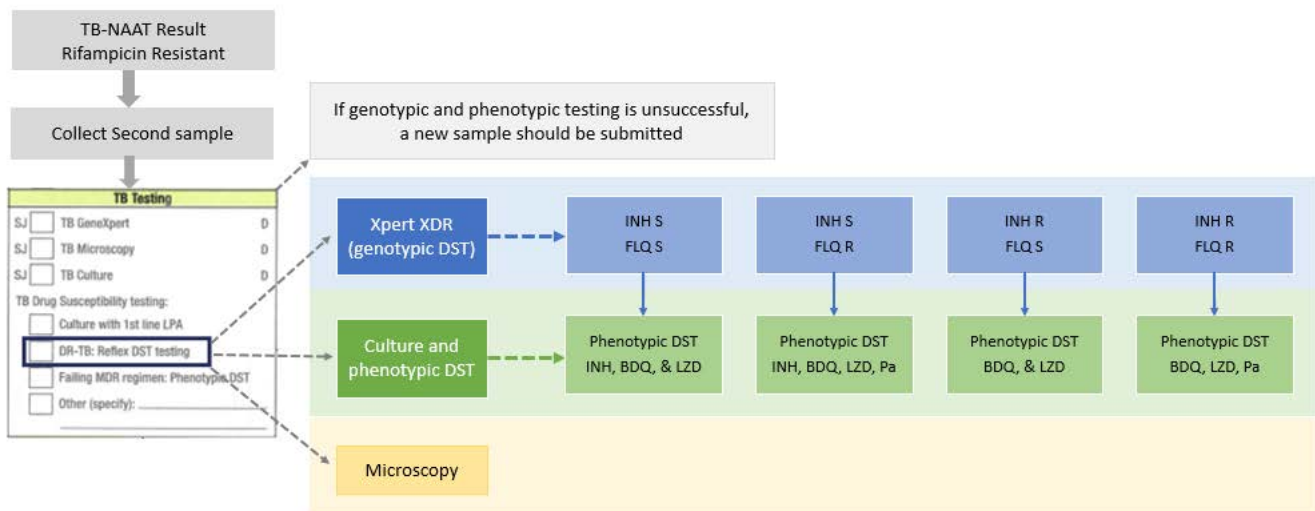 TB-NAAT Result
Rifampicin Resistant
Collect Second sample
If genotypic and phenotypic testing is unsuccessful,
a new sample should be submitted
TB Testing
SJ TB GeneXpert D
SJ TB Microscopy D
SJ TB Culture D
TB Drug Susceptibility testing:
Culture with 1st line LPA
DR-TB: Reflex DST testing
Failing MDR regimen: Phenotypic DST
Other (specify):
Xpert XDR
(genotypic DST)
INH S
FLQ S
INH S
FLQ R
INH R
FLQ S
INH R
FLQ R
Culture and
phenotypic DST
Phenotypic DST
INH, BDQ, & LZD
Phenotypic DST
INH, BDQ, LZD, Pa
Phenotypic DST
BDQ, & LZD
Phenotypic DST
BDQ, LZD, Pa
Microscopy